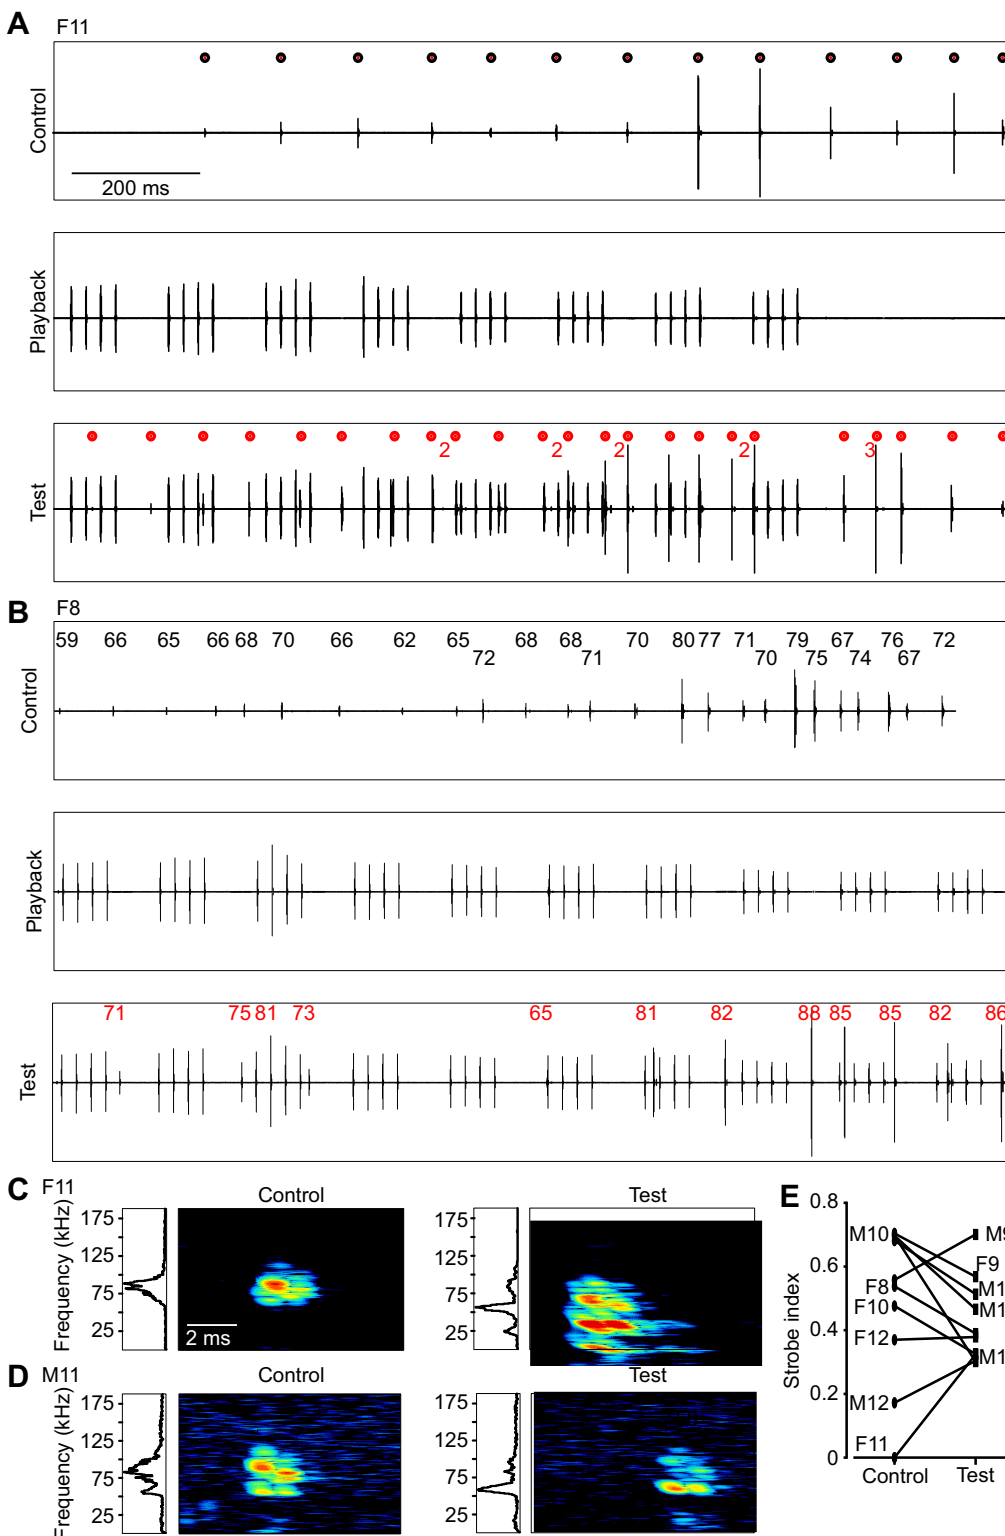 A F11
Control
200 ms
Playback
Test
2 2 2 2 3
B F8
Control
59 66 65 66 68 70 66 62 65 68 68 70 80 77 71 79 67 76 72
72 71 70 75 74 67
Playback
Test
71 75 81 73 65 81 82 88 85 85 82 86
C F11
Control
Test
Frequency (kHz)
175
125
75
25
2 ms
175
125
75
25
D M11
Control
Test
Frequency (kHz)
175
125
75
25
175
125
75
25
E
Strobe index
0.8
0.6
0.4
0.2
0
M10
F8
F10
F12
M12
F11
M9
F9
M1
M1
M1
Control Test